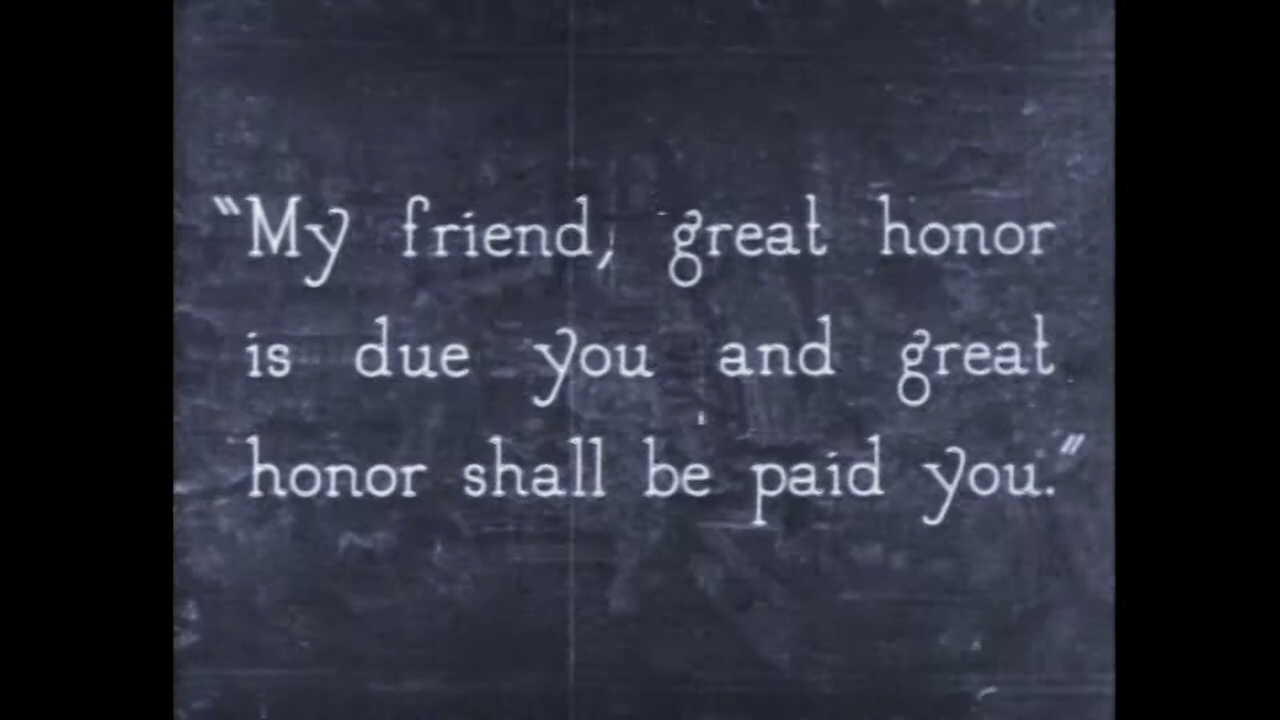 “My friend, great honor
is due you and great
honor shall be paid you.”